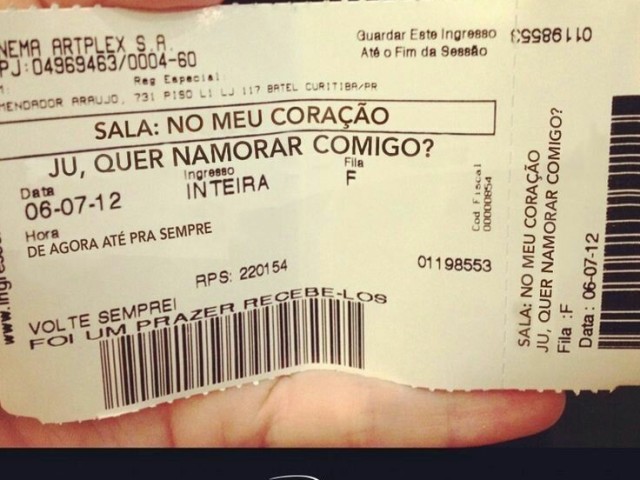 NEMA ARTPLEX S.A.
PJ:04969463/0004-60
Reg Especial:
MENDADOR ARAUJO, 731 PISO L1 LJ 117 BATEL CURITIBA/PR
Guardar Este Ingresso
Até o Fim da Sessão
SALA: NO MEU CORAÇÃO
JU, QUER NAMORAR COMIGO?
Data
06-07-12
Ingresso
INTEIRA
Fila
F
Hora
DE AGORA ATÉ PRA SEMPRE
Cod Fiscal
00000854
RPS: 220154
01198553
VOLTE SEMPRE!
FOI UM PRAZER RECEBE-LOS
www.ingres
01198553
SALA: NO MEU CORAÇÃO
JU, QUER NAMORAR COMIGO?
Fila :F
Data : 06-07-12